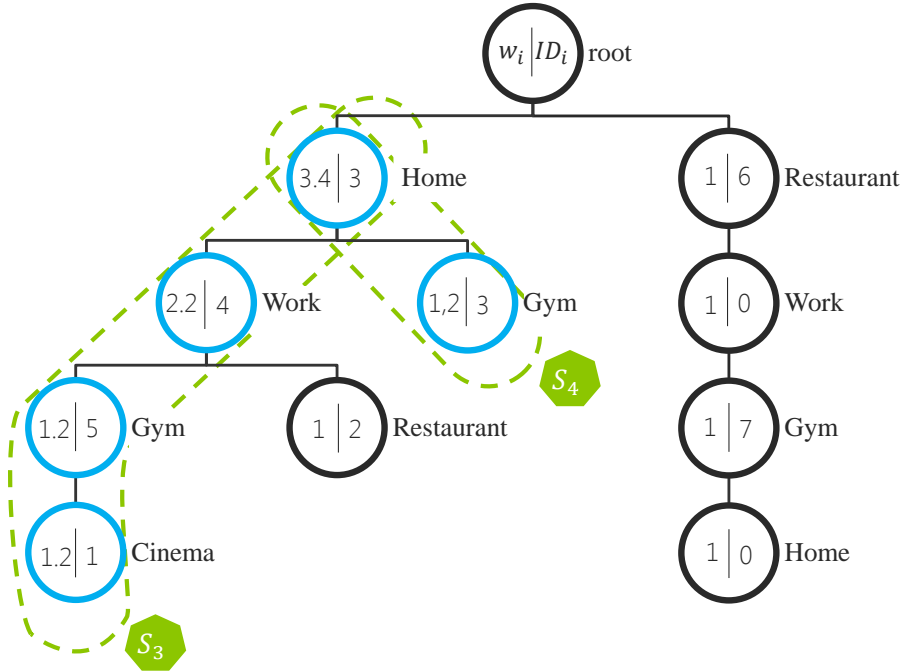 w_i | ID_i root
3.4 | 3 Home
1 | 6 Restaurant
2.2 | 4 Work
1,2 | 3 Gym
1 | 0 Work
S_4
1.2 | 5 Gym
1 | 2 Restaurant
1 | 7 Gym
1.2 | 1 Cinema
1 | 0 Home
S_3